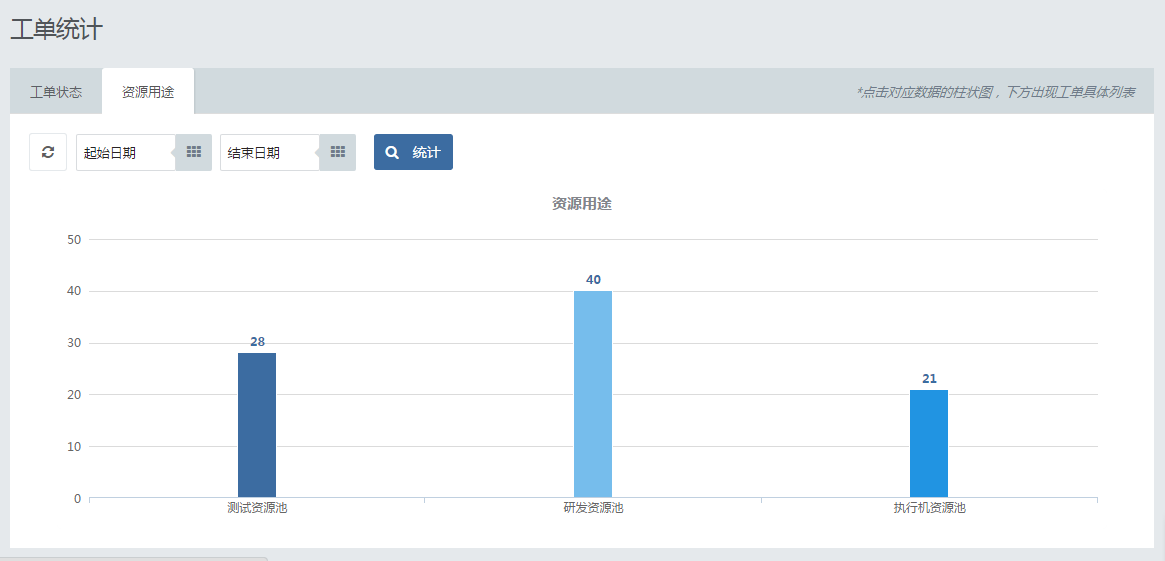 工单统计
工单状态 资源用途 *点击对应数据的柱状图，下方出现工单具体列表
起始日期 结束日期 统计
资源用途
50
40
40
30
28
20
21
10
0
测试资源池 研发资源池 执行机资源池